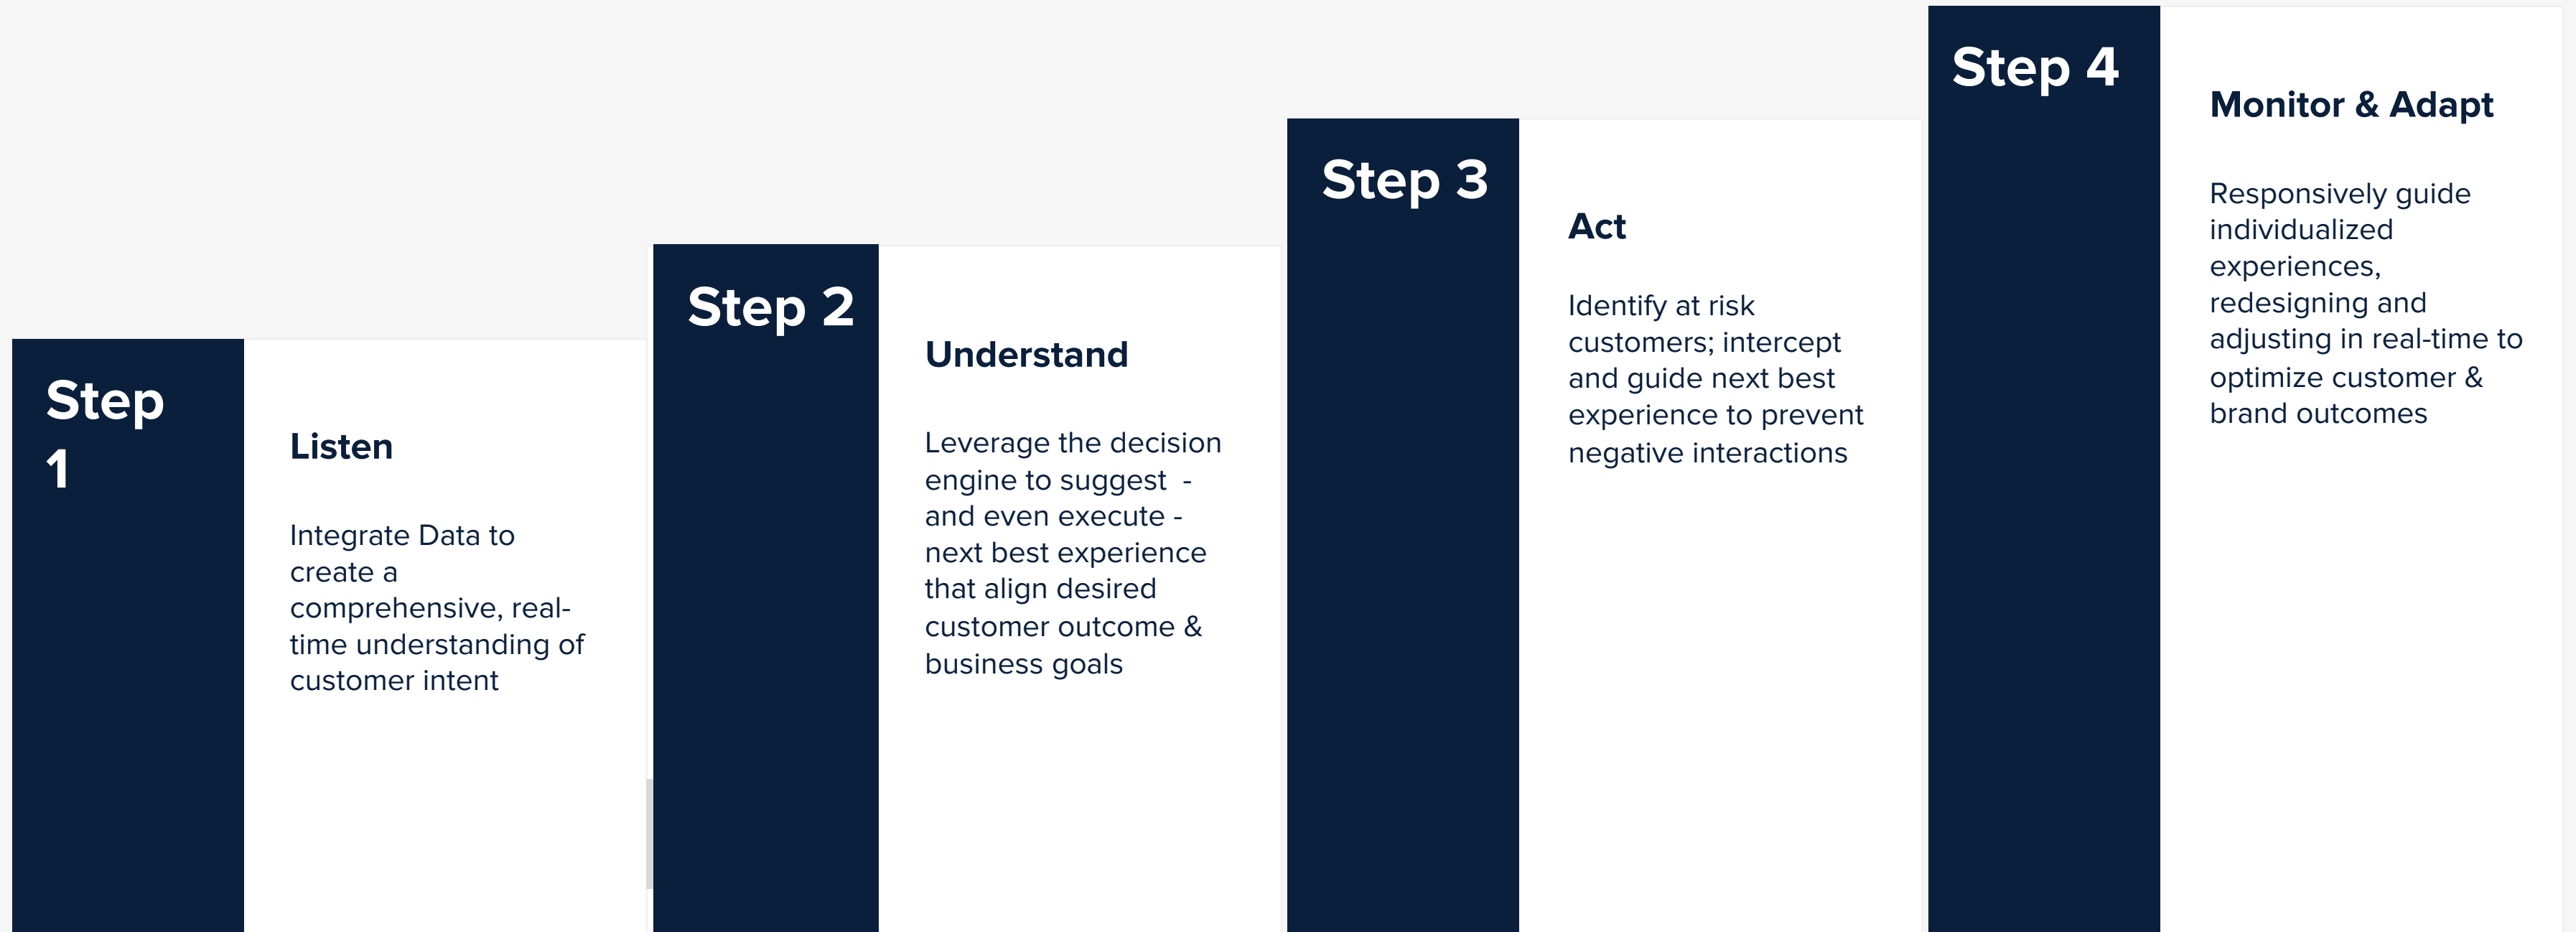 Step
1
Listen
Integrate Data to
create a
comprehensive, real-
time understanding of
customer intent
Step 2
Understand
Leverage the decision
engine to suggest  -
and even execute -
next best experience
that align desired
customer outcome &
business goals
Step 3
Act
Identify at risk
customers; intercept
and guide next best
experience to prevent
negative interactions
Step 4
Monitor & Adapt
Responsively guide
individualized
experiences,
redesigning and
adjusting in real-time to
optimize customer &
brand outcomes